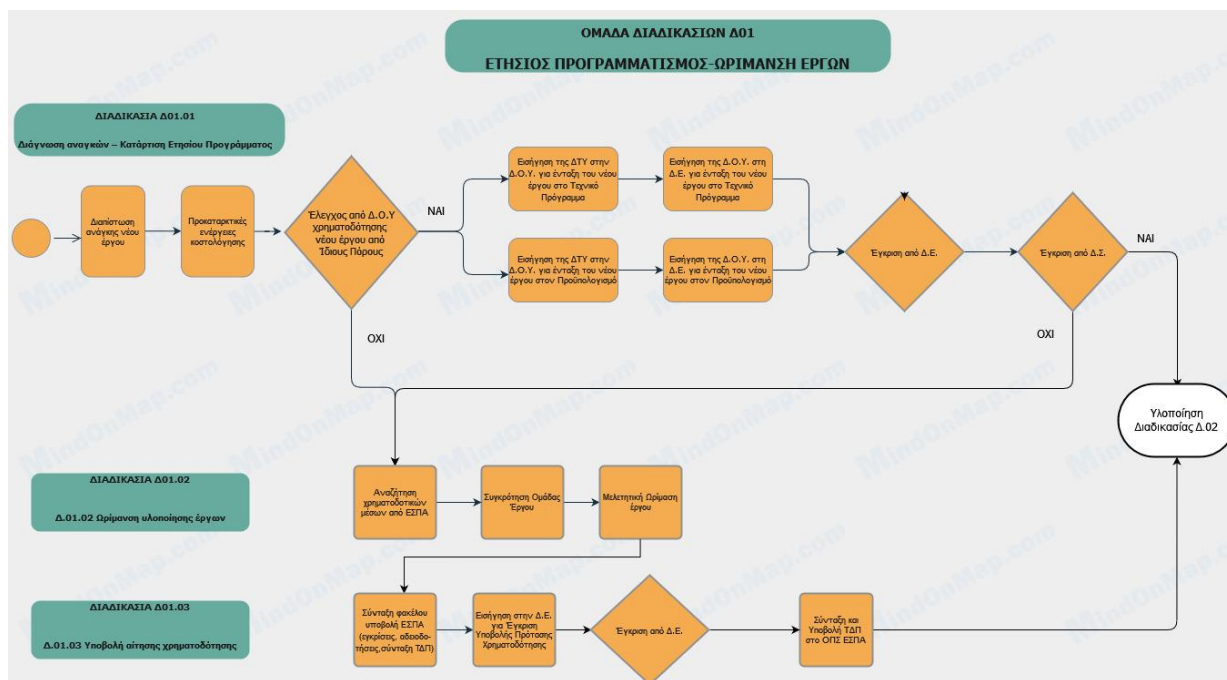 ΟΜΑΔΑ ΔΙΑΔΙΚΑΣΙΩΝ Δ01
ΕΤΗΣΙΟΣ ΠΡΟΓΡΑΜΜΑΤΙΣΜΟΣ-ΩΡΙΜΑΝΣΗ ΕΡΓΩΝ
ΔΙΑΔΙΚΑΣΙΑ Δ01.01
Διάγνωση αναγκών – Κατάρτιση Ετησίου Προγράμματος
Διαπίστωση
ανάγκης νέου
έργου
Προκαταρκτικές
ενέργειες
κοστολόγησης
Έλεγχος από Δ.Ο.Υ
χρηματοδότησης
νέου έργου από
Ίδιους Πόρους
ΝΑΙ
Εισήγηση της ΔΤΥ στην
Δ.Ο.Υ. για ένταξη του νέου
έργου στο Τεχνικό
Πρόγραμμα
Εισήγηση της Δ.Ο.Υ. στη
Δ.Ε. για ένταξη του νέου
έργου στο Τεχνικό
Πρόγραμμα
Εισήγηση της ΔΤΥ στην
Δ.Ο.Υ. για ένταξη του νέου
έργου στον Προϋπολογισμό
Εισήγηση της Δ.Ο.Υ. στη
Δ.Ε. για ένταξη του νέου
έργου στον Προϋπολογισμό
Έγκριση από Δ.Ε.
Έγκριση από Δ.Σ.
ΝΑΙ
ΟΧΙ
ΟΧΙ
Υλοποίηση
Διαδικασίας Δ.02
ΔΙΑΔΙΚΑΣΙΑ Δ01.02
Δ.01.02 Ωρίμανση υλοποίησης έργων
Αναζήτηση
χρηματοδοτικών
μέσων από ΕΣΠΑ
Συγκρότηση Ομάδας
Έργου
Μελετητική Ωρίμαση
έργου
ΔΙΑΔΙΚΑΣΙΑ Δ01.03
Δ.01.03 Υποβολή αίτησης χρηματοδότησης
Σύνταξη φακέλου
υποβολή ΕΣΠΑ
(εγκρίσεις, αδειοδο-
τήσεις,σύνταξη ΤΔΠ)
Εισήγηση στην Δ.Ε.
για Έγκριση
Υποβολής Πρότασης
Χρηματοδότησης
Έγκριση από Δ.Ε.
Σύνταξη και
Υποβολή ΤΔΠ
στο ΟΠΣ ΕΣΠΑ
MindOnMap.com